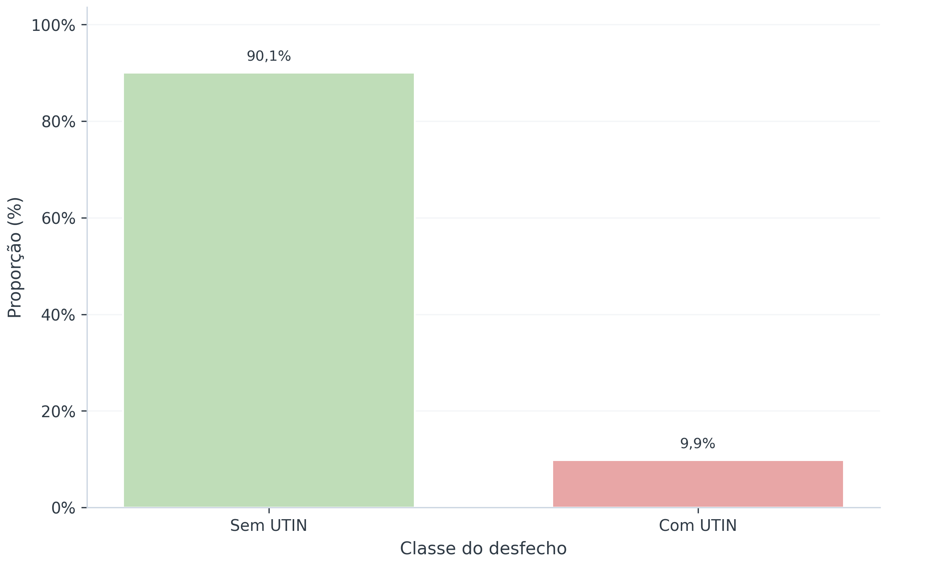 100%
90,1%
80%
60%
Proporção (%)
40%
20%
9,9%
0%
Sem UTIN
Com UTIN
Classe do desfecho